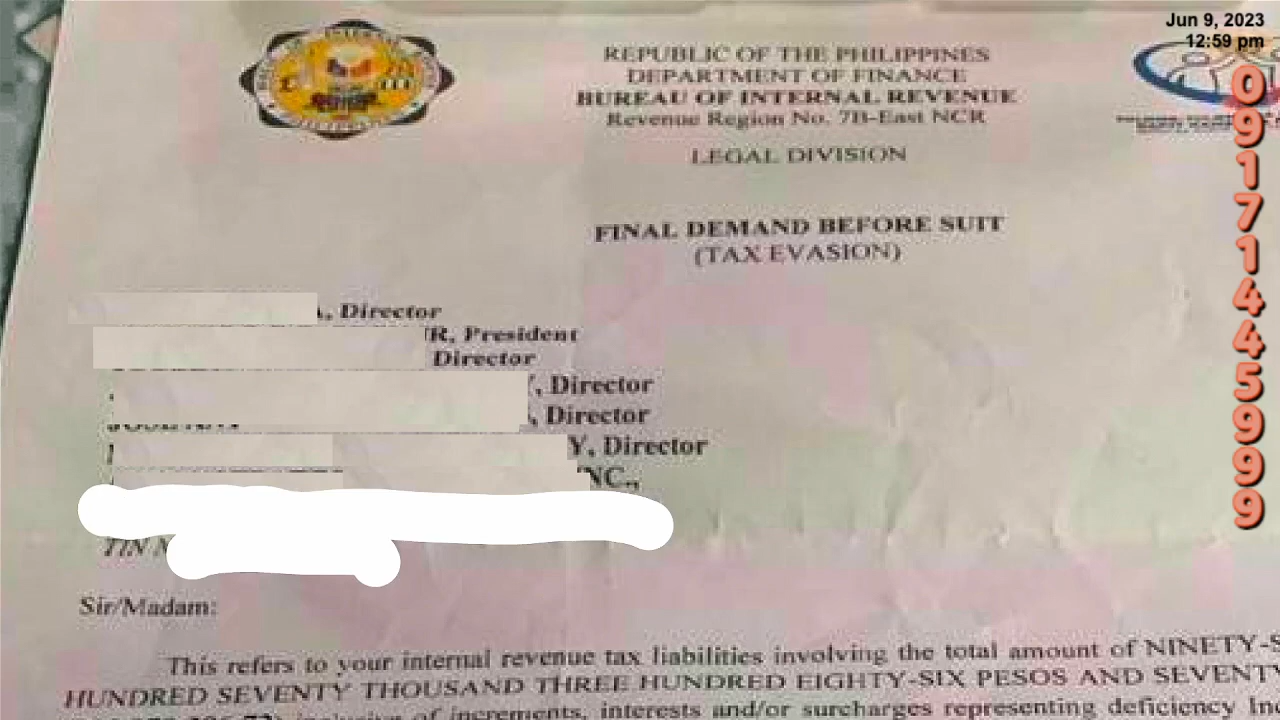 Jun 9, 2023
12:59 pm
09171445999
REPUBLIC OF THE PHILIPPINES
DEPARTMENT OF FINANCE
BUREAU OF INTERNAL REVENUE
Revenue Region No. 7B-East NCR
LEGAL DIVISION
FINAL DEMAND BEFORE SUIT
(TAX EVASION)
, Director
R, President
Director
, Director
, Director
Y, Director
INC.,
TIN
Sir/Madam:
This refers to your internal revenue tax liabilities involving the total amount of NINETY-S
HUNDRED SEVENTY THOUSAND THREE HUNDRED EIGHTY-SIX PESOS AND SEVENTY
inclusive of increments, interests and/or surcharges representing deficiency Inc